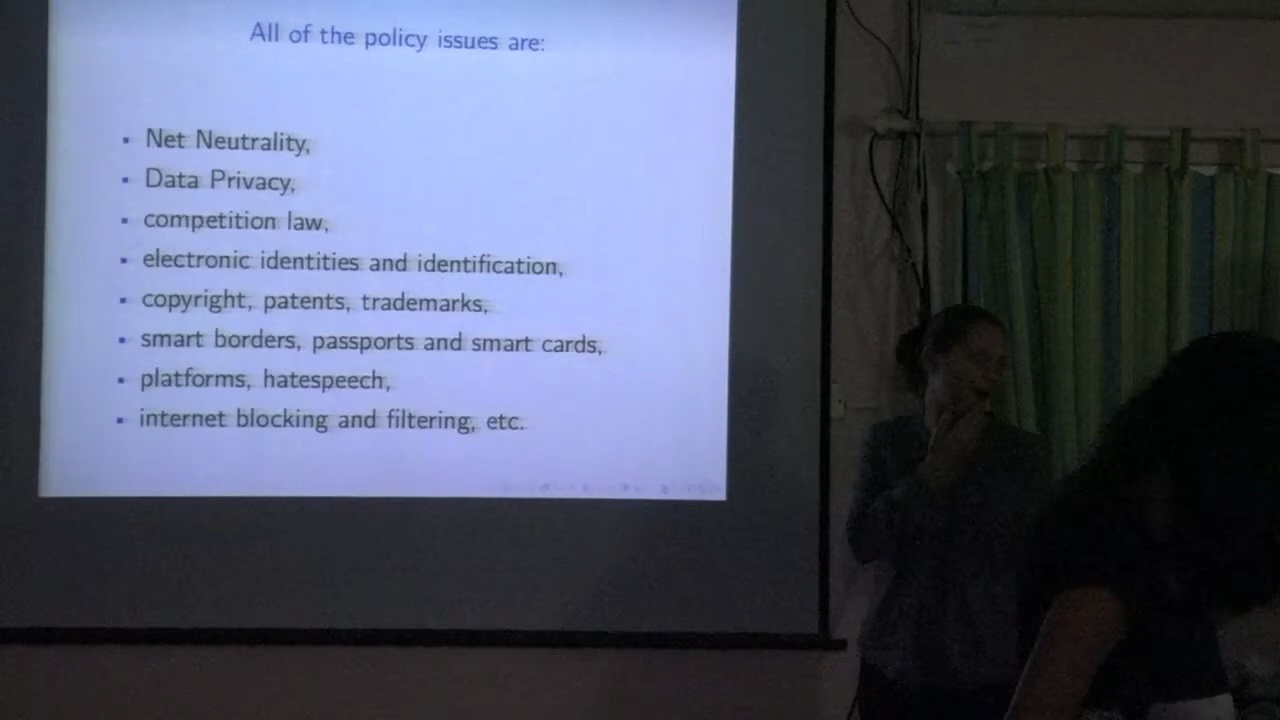 All of the policy issues are:
Net Neutrality,
Data Privacy,
competition law,
electronic identities and identification,
copyright, patents, trademarks,
smart borders, passports and smart cards,
platforms, hatespeech,
internet blocking and filtering, etc.